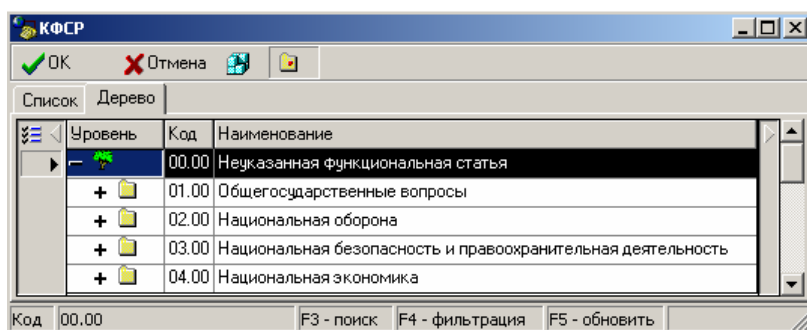 КФСР
OK Отмена
Список Дерево
Уровень Код Наименование
00.00 Неуказанная функциональная статья
01.00 Общегосударственные вопросы
02.00 Национальная оборона
03.00 Национальная безопасность и правоохранительная деятельность
04.00 Национальная экономика
Код 00.00 F3 - поиск F4 - фильтрация F5 - обновить